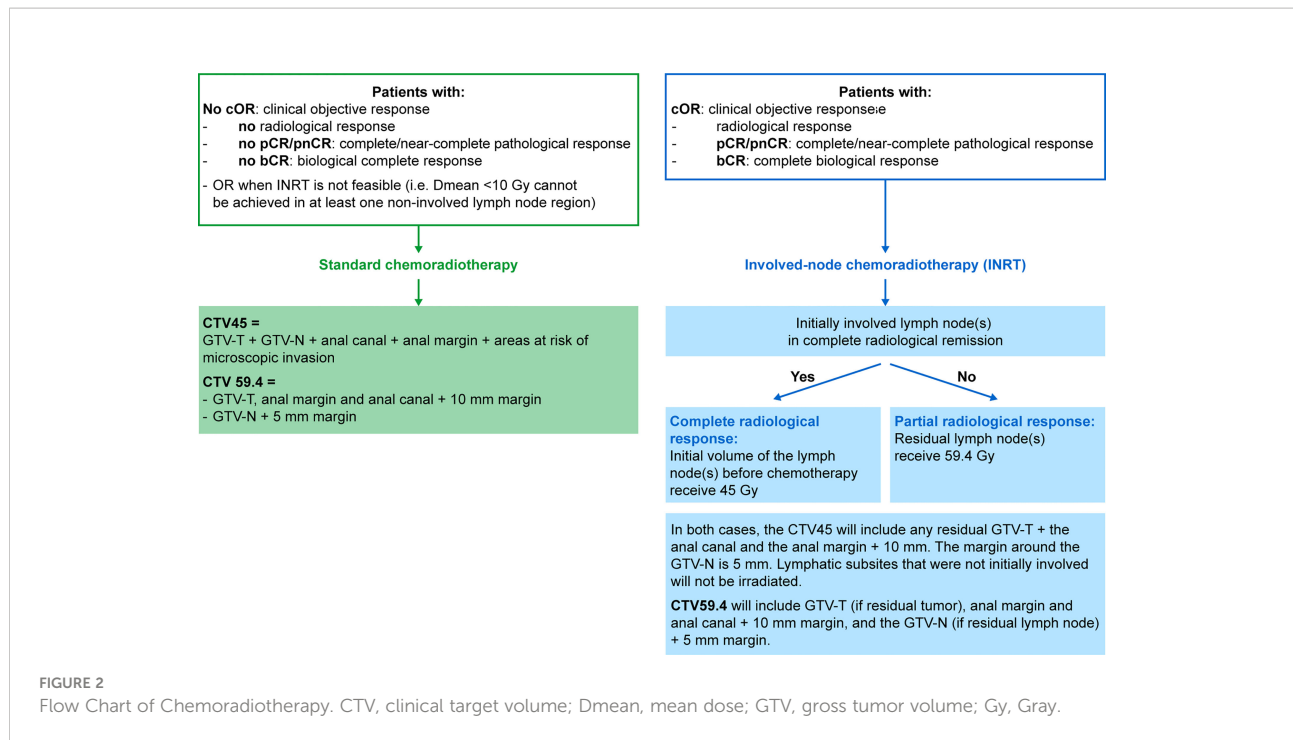 Patients with:
No cOR: clinical objective response
- no radiological response
- no pCR/pnCR: complete/near-complete pathological response
- no bCR: biological complete response
- OR when INRT is not feasible (i.e. Dmean <10 Gy cannot
be achieved in at least one non-involved lymph node region)
Standard chemoradiotherapy
CTV45 =
GTV-T + GTV-N + anal canal + anal margin + areas at risk of
microscopic invasion
CTV 59.4 =
- GTV-T, anal margin and anal canal + 10 mm margin
- GTV-N + 5 mm margin
Patients with:
cOR: clinical objective responseie
- radiological response
- pCR/pnCR: complete/near-complete pathological response
- bCR: complete biological response
Involved-node chemoradiotherapy (INRT)
Initially involved lymph node(s)
in complete radiological remission
Yes
No
Complete radiological
response:
Initial volume of the lymph
node(s) before chemotherapy
receive 45 Gy
Partial radiological response:
Residual lymph node(s)
receive 59.4 Gy
In both cases, the CTV45 will include any residual GTV-T + the
anal canal and the anal margin + 10 mm. The margin around the
GTV-N is 5 mm. Lymphatic subsites that were not initially involved
will not be irradiated.
CTV59.4 will include GTV-T (if residual tumor), anal margin and
anal canal + 10 mm margin, and the GTV-N (if residual lymph node)
+ 5 mm margin.
FIGURE 2
Flow Chart of Chemoradiotherapy. CTV, clinical target volume; Dmean, mean dose; GTV, gross tumor volume; Gy, Gray.